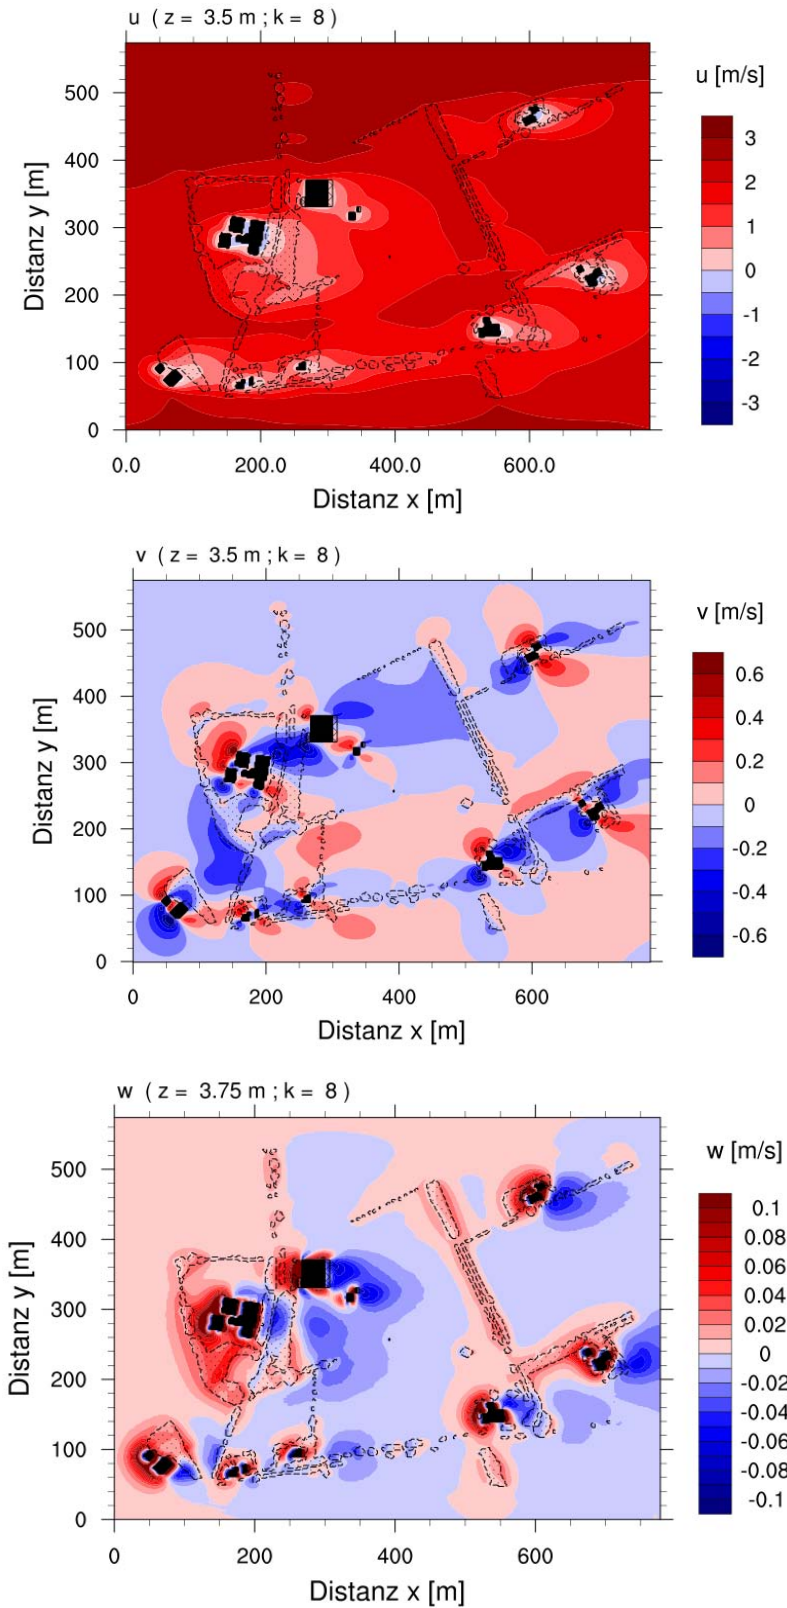 u ( z = 3.5 m ; k = 8 )
u [m/s]
Distanz y [m]
500
400
300
200
100
0
0.0 200.0 400.0 600.0
Distanz x [m]
3
2
1
0
-1
-2
-3
v ( z = 3.5 m ; k = 8 )
v [m/s]
Distanz y [m]
500
400
300
200
100
0
0 200 400 600
Distanz x [m]
0.6
0.4
0.2
0
-0.2
-0.4
-0.6
w ( z = 3.75 m ; k = 8 )
w [m/s]
Distanz y [m]
500
400
300
200
100
0
0 200 400 600
Distanz x [m]
0.1
0.08
0.06
0.04
0.02
0
-0.02
-0.04
-0.06
-0.08
-0.1